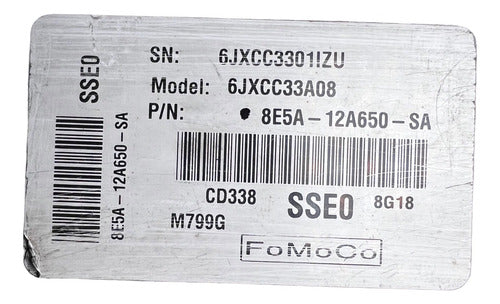 SN: 6JXCC3301IZU
Model: 6JXCC33A08
P/N: 8E5A-12A650-SA
CD338 SSE0 8G18
M799G
FoMoCo
SSE0
8E5A-12A650-SA